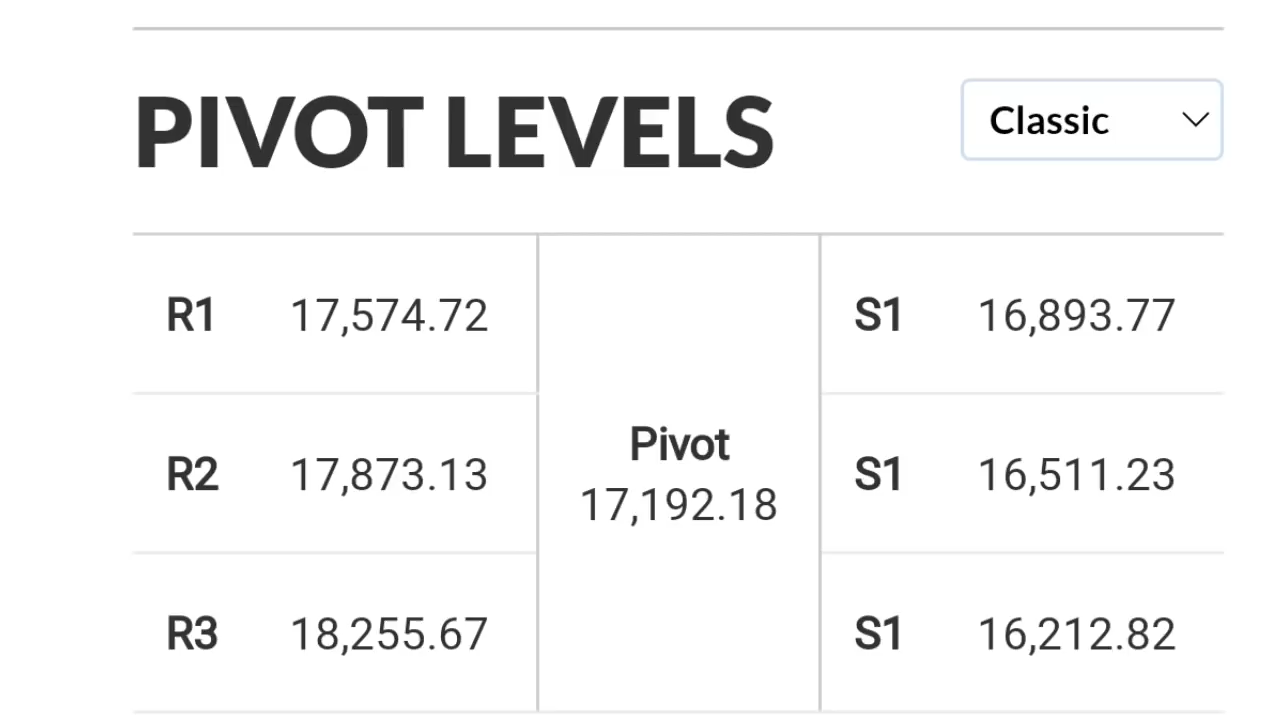 PIVOT LEVELS Classic
R1 17,574.72 S1 16,893.77
Pivot
R2 17,873.13 17,192.18 S1 16,511.23
R3 18,255.67 S1 16,212.82